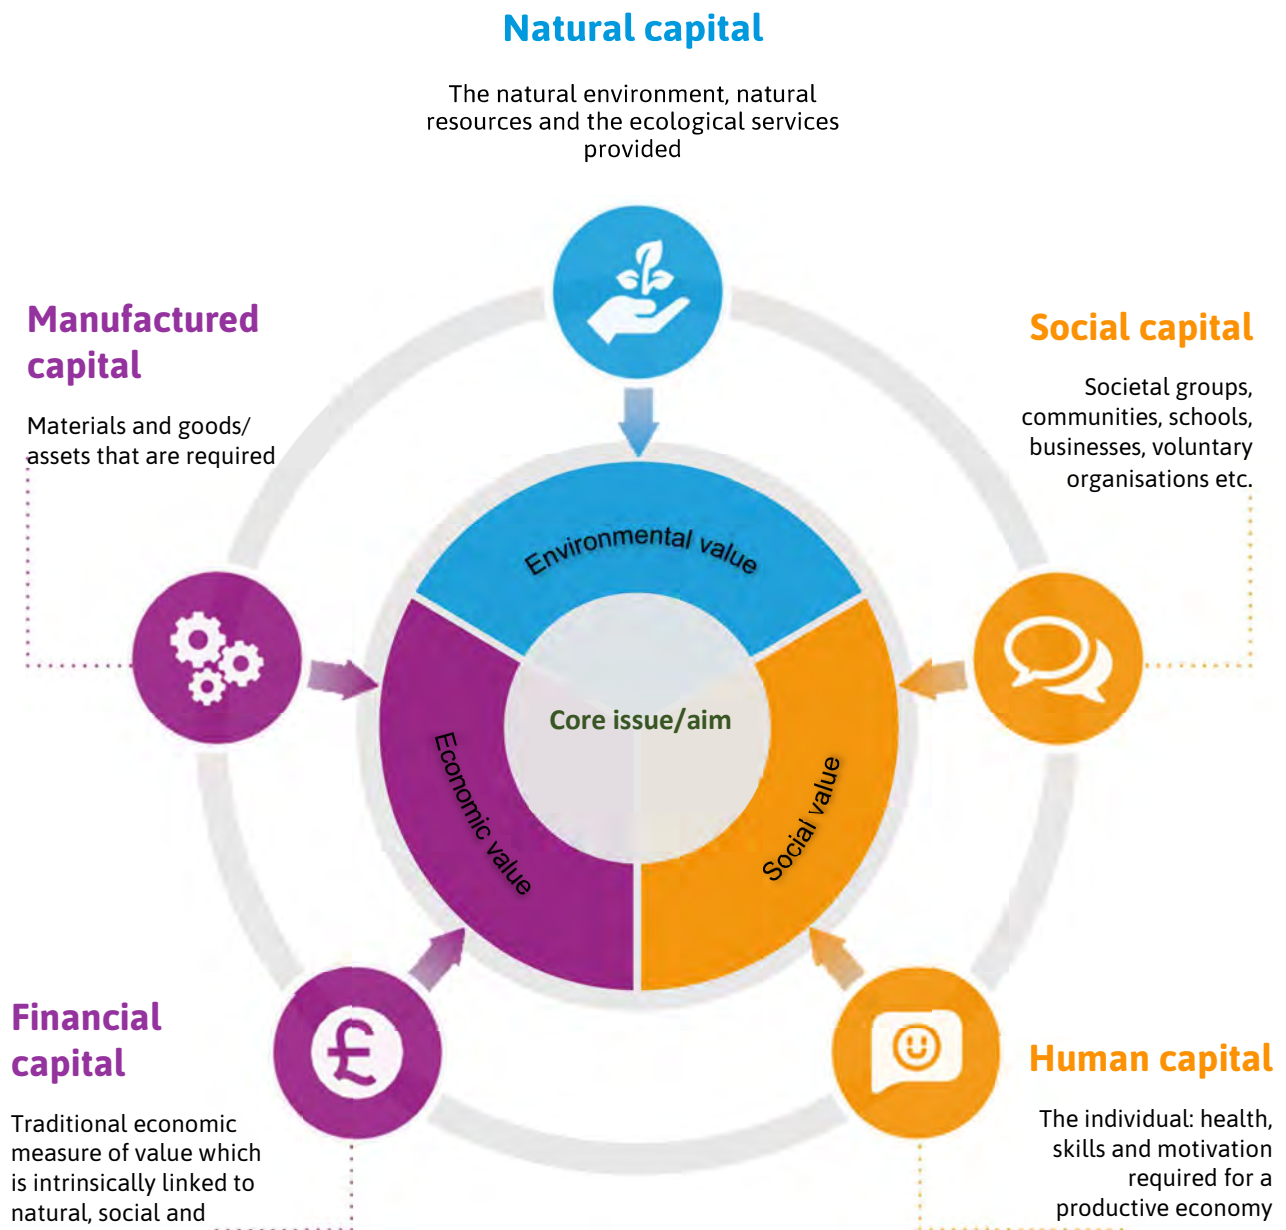 Natural capital
The natural environment, natural
resources and the ecological services
provided
Manufactured
capital
Materials and goods/
assets that are required
Social capital
Societal groups,
communities, schools,
businesses, voluntary
organisations etc.
Environmental value
Core issue/aim
Economic value
Social value
Financial
capital
Traditional economic
measure of value which
is intrinsically linked to
natural, social and
£
Human capital
The individual: health,
skills and motivation
required for a
productive economy